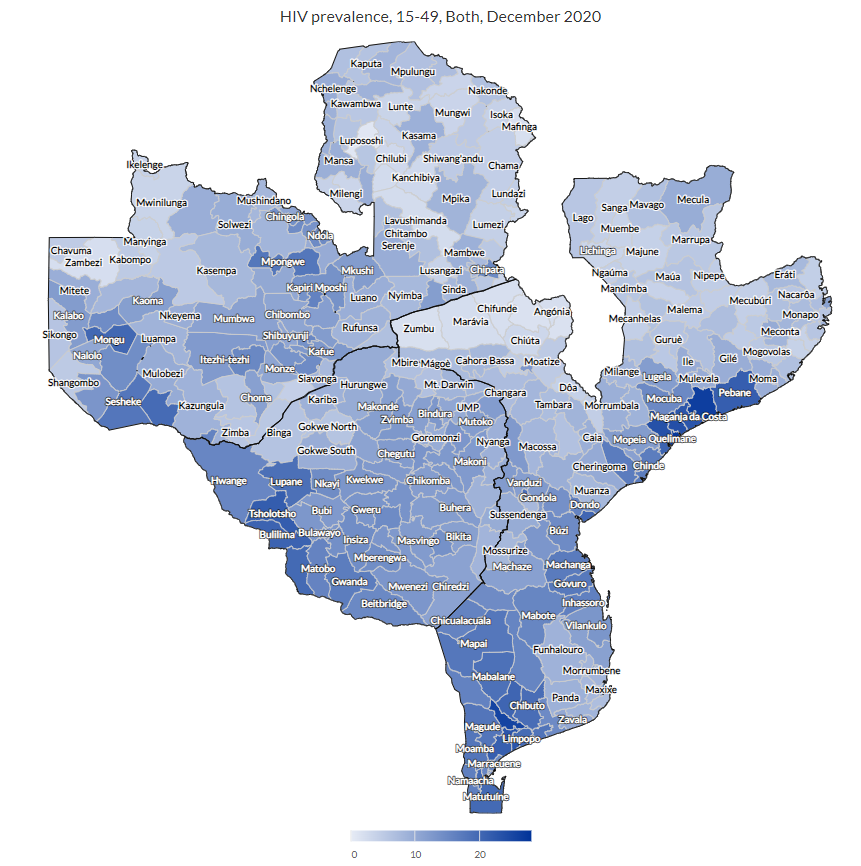 HIV prevalence, 15-49, Both, December 2020
Kaputa
Mpulungu
Nchelenge
Nakonde
Kawambwa
Lunte
Mungwi
Isoka
Mafinga
Kasama
Lupososhi
Mansa
Chilubi
Shiwang'andu
Chama
Kanchibiya
Milengi
Mpika
Lundazi
Lavushimanda
Lumezi
Chitambo
Serenje
Mambwe
Lusangazi
Chipata
Ikelenge
Mwinilunga
Mushindano
Chingola
Solwezi
Ndola
Manyinga
Chavuma
Zambezi
Kabompo
Mpongwe
Kasempa
Mkushi
Mitete
Kapiri Mposhi
Sinda
Kaoma
Luano
Nyimba
Kalabo
Nkeyema
Mumbwa
Chibombo
Rufunsa
Sikongo
Mongu
Luampa
Shibuyunji
Nalolo
Itezhi-tezhi
Kafue
Monze
Mulobezi
Shangombo
Siavonga
Sesheke
Kazungula
Choma
Zimba
Mecula
Sanga
Mavago
Lago
Muembe
Marrupa
Lichinga
Majune
Ngaúma
Maúa
Nipepe
Eráti
Mandimba
Nacarôa
Mecubúri
Malema
Monapo
Mecanhelas
Meconta
Guruè
Mogovolas
Ile
Gilé
Milange
Lugela
Mulevala
Moma
Pebane
Mocuba
Morrumbala
Maganja da Costa
Mopeia
Quelimane
Chinde
Chifunde
Angónia
Marávia
Zumbu
Chiúta
Mbire
Mágoè
Cahora Bassa
Moatize
Hurungwe
Mt. Darwin
Changara
Dôa
Kariba
Makonde
UMP
Tambara
Bindura
Zvimba
Mutoko
Gokwe North
Binga
Goromonzi
Nyanga
Macossa
Caia
Gokwe South
Chegutu
Makoni
Cheringoma
Hwange
Lupane
Nkayi
Kwekwe
Chikomba
Vanduzi
Muanza
Gondola
Tsholotsho
Bubi
Gweru
Buhera
Sussendenga
Dondo
Bulilima
Bulawayo
Insiza
Masvingo
Bikita
Búzi
Mberengwa
Mossurize
Matobo
Machaze
Machanga
Gwanda
Mwenezi
Chiredzi
Govuro
Beitbridge
Inhassoro
Chicualacuala
Mabote
Vilankulo
Mapai
Funhalouro
Mabalane
Morrumbene
Maxixe
Panda
Chibuto
Zavala
Magude
Limpopo
Moamba
Marracuene
Namaacha
Matutuíne
0 10 20